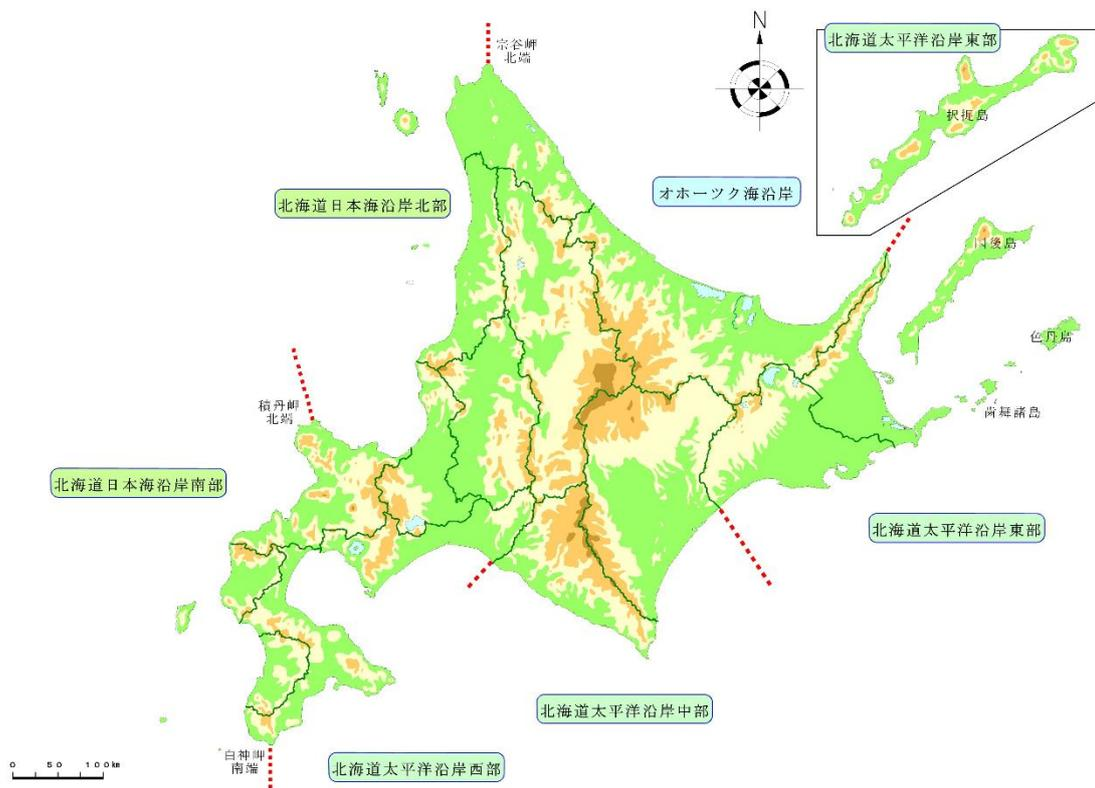 宗谷岬
北端
N
北海道太平洋沿岸東部
択捉島
オホーツク海沿岸
北海道日本海沿岸北部
国後島
色丹島
歯舞諸島
積丹岬
北端
北海道日本海沿岸南部
北海道太平洋沿岸東部
北海道太平洋沿岸中部
白神岬
南端
北海道太平洋沿岸西部
0 50 100km